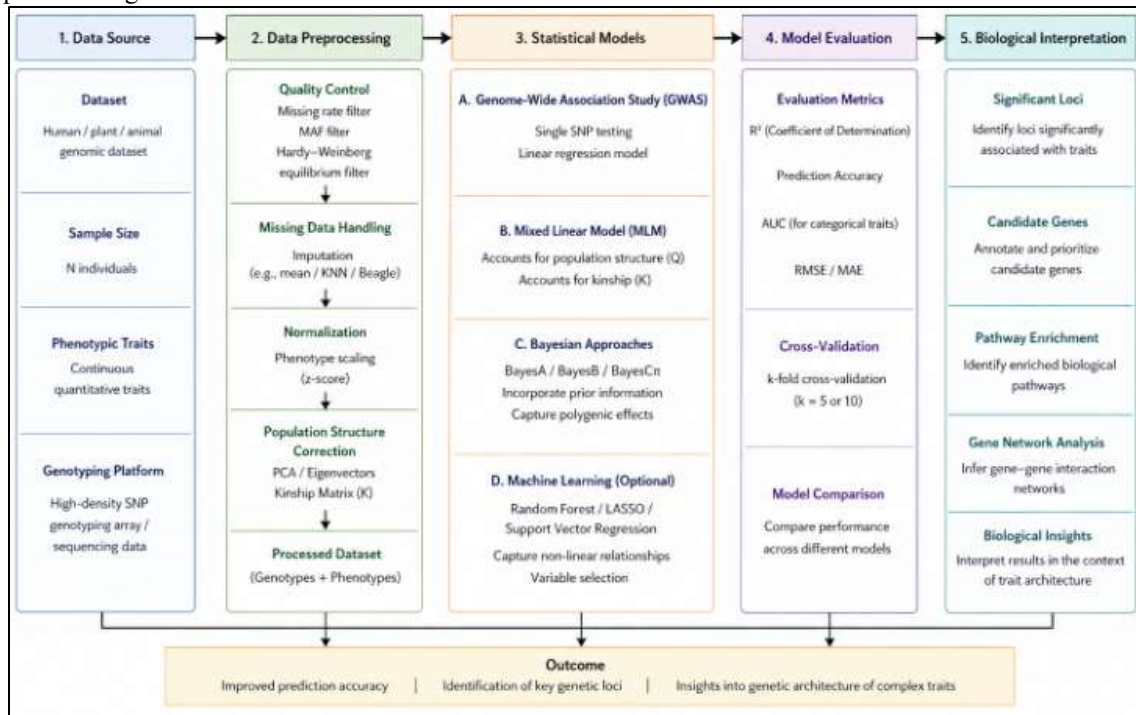 1. Data Source
Dataset
Human / plant / animal
genomic dataset
Sample Size
N individuals
Phenotypic Traits
Continuous
quantitative traits
Genotyping Platform
High-density SNP
genotyping array /
sequencing data
2. Data Preprocessing
Quality Control
Missing rate filter
MAF filter
Hardy–Weinberg
equilibrium filter
Missing Data Handling
Imputation
(e.g., mean / KNN / Beagle)
Normalization
Phenotype scaling
(z-score)
Population Structure
Correction
PCA / Eigenvectors
Kinship Matrix (K)
Processed Dataset
(Genotypes + Phenotypes)
3. Statistical Models
A. Genome-Wide Association Study (GWAS)
Single SNP testing
Linear regression model
B. Mixed Linear Model (MLM)
Accounts for population structure (Q)
Accounts for kinship (K)
C. Bayesian Approaches
BayesA / BayesB / BayesCπ
Incorporate prior information
Capture polygenic effects
D. Machine Learning (Optional)
Random Forest / LASSO /
Support Vector Regression
Capture non-linear relationships
Variable selection
4. Model Evaluation
Evaluation Metrics
R² (Coefficient of Determination)
Prediction Accuracy
AUC (for categorical traits)
RMSE / MAE
Cross-Validation
k-fold cross-validation
(k = 5 or 10)
Model Comparison
Compare performance
across different models
5. Biological Interpretation
Significant Loci
Identify loci significantly
associated with traits
Candidate Genes
Annotate and prioritize
candidate genes
Pathway Enrichment
Identify enriched biological
pathways
Gene Network Analysis
Infer gene–gene interaction
networks
Biological Insights
Interpret results in the context
of trait architecture
Outcome
Improved prediction accuracy | Identification of key genetic loci | Insights into genetic architecture of complex traits